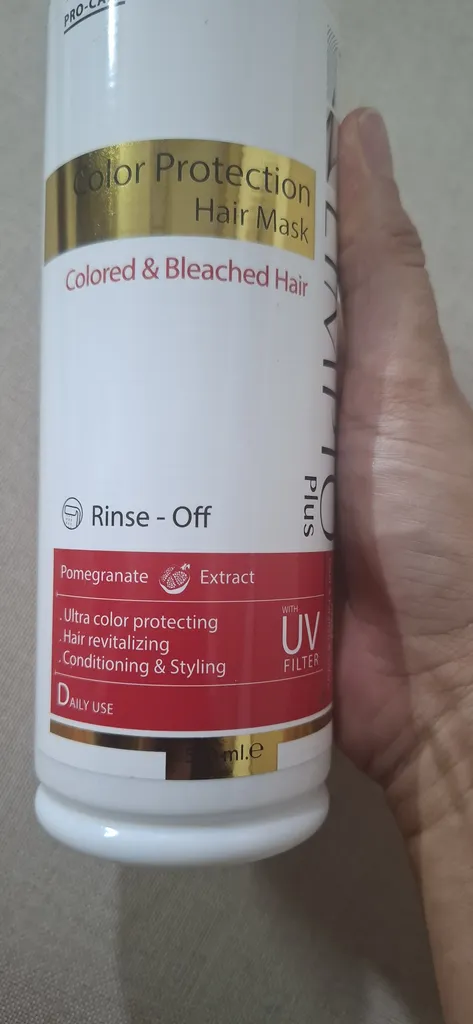 Color Protection
Hair Mask
Colored & Bleached Hair
Rinse - Off
Plus
Pomegranate Extract
. Ultra color protecting
. Hair revitalizing
. Conditioning & Styling
WITH
UV
FILTER
DAILY USE
ml.e